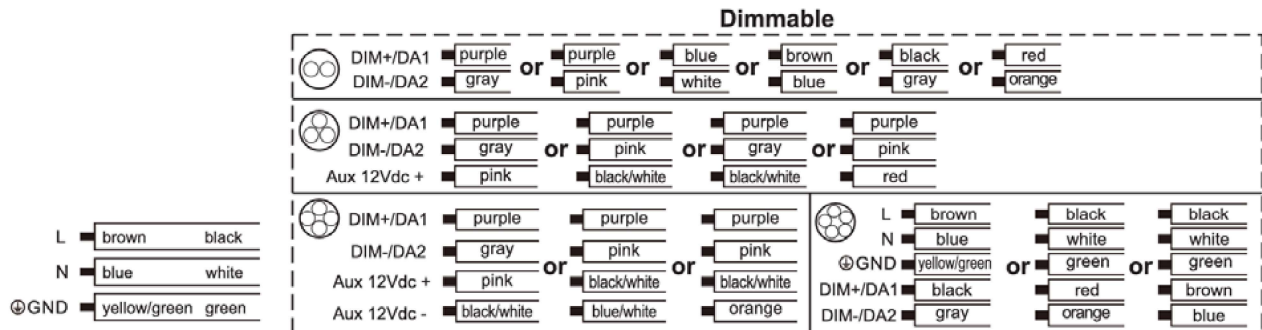 Dimmable
DIM+/DA1 purple or purple or blue or brown or black or red
DIM-/DA2 gray pink white blue gray orange
DIM+/DA1 purple purple purple purple
DIM-/DA2 gray or pink or gray or pink
Aux 12Vdc + pink black/white black/white red
DIM+/DA1 purple purple purple
DIM-/DA2 gray or pink or pink
Aux 12Vdc + pink black/white black/white
Aux 12Vdc - black/white blue/white orange
L brown black black
N blue white white
GND yellow/green or green or green
DIM+/DA1 black red brown
DIM-/DA2 gray orange blue
L brown black
N blue white
GND yellow/green green